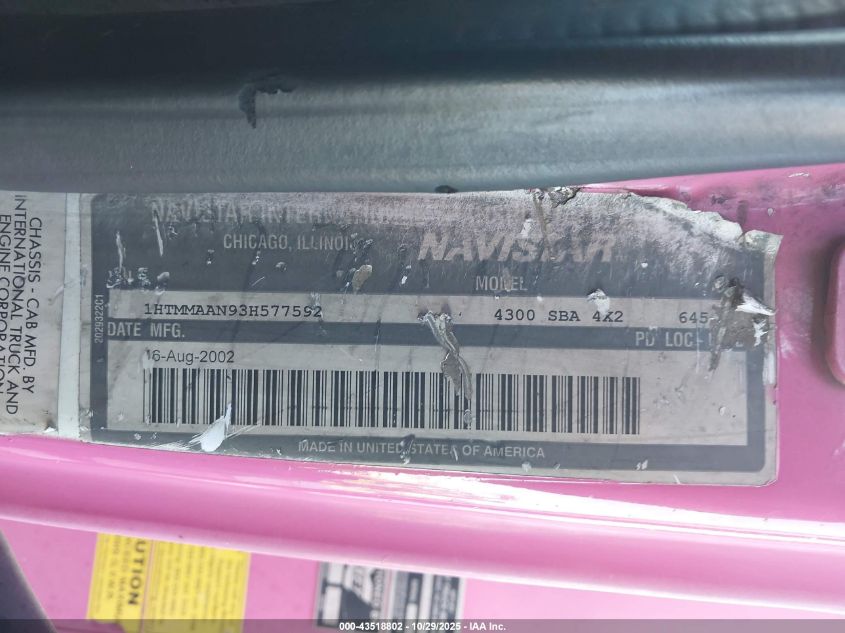 CHASSIS - CAB MFD. BY
INTERNATIONAL TRUCK AND
ENGINE CORPORATION
2029322C1
CHICAGO, ILLINOIS
NAVISTAR
MODEL
1HTMMAAN93H577592 4300 SBA 4X2 645
DATE MFG. PD LOC
16-Aug-2002
MADE IN UNITED STATES OF AMERICA
CAUTION
000-43518802 - 10/29/2025 - IAA Inc.